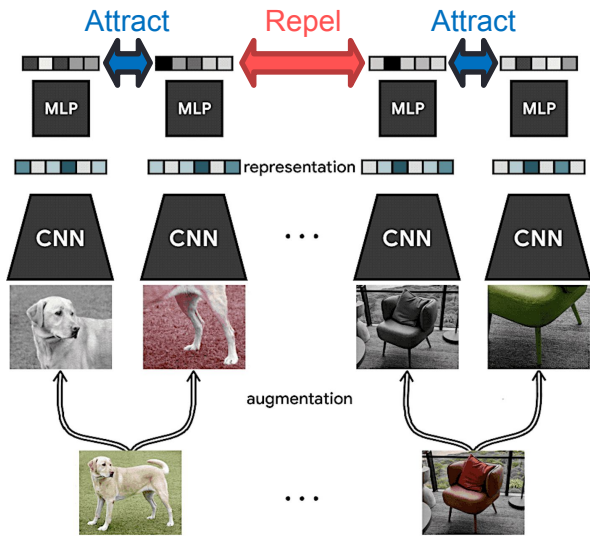 Attract Repel Attract
MLP MLP MLP MLP
representation
CNN CNN ... CNN CNN
augmentation
...